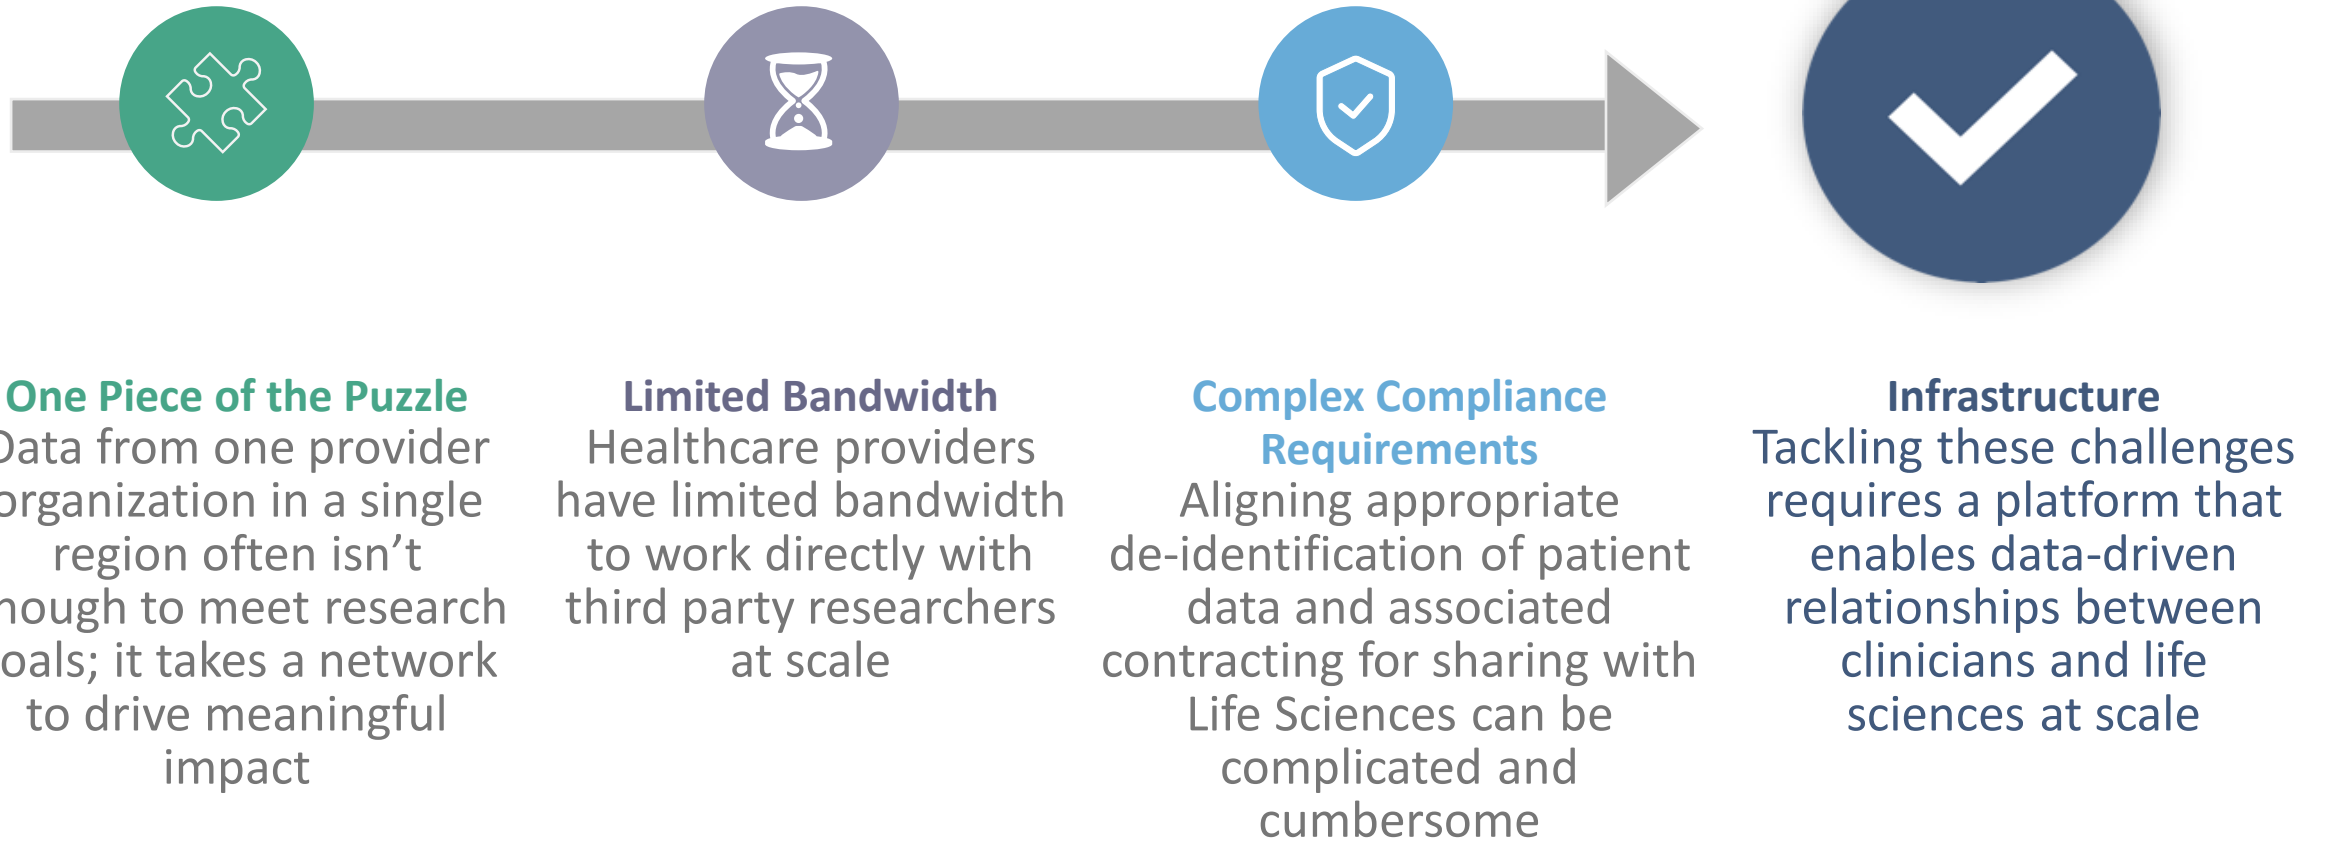 One Piece of the Puzzle
Data from one provider
organization in a single
region often isn’t
nough to meet research
oals; it takes a network
to drive meaningful
impact
Limited Bandwidth
Healthcare providers
have limited bandwidth
to work directly with
third party researchers
at scale
Complex Compliance
Requirements
Aligning appropriate
de-identification of patient
data and associated
contracting for sharing with
Life Sciences can be
complicated and
cumbersome
Infrastructure
Tackling these challenges
requires a platform that
enables data-driven
relationships between
clinicians and life
sciences at scale